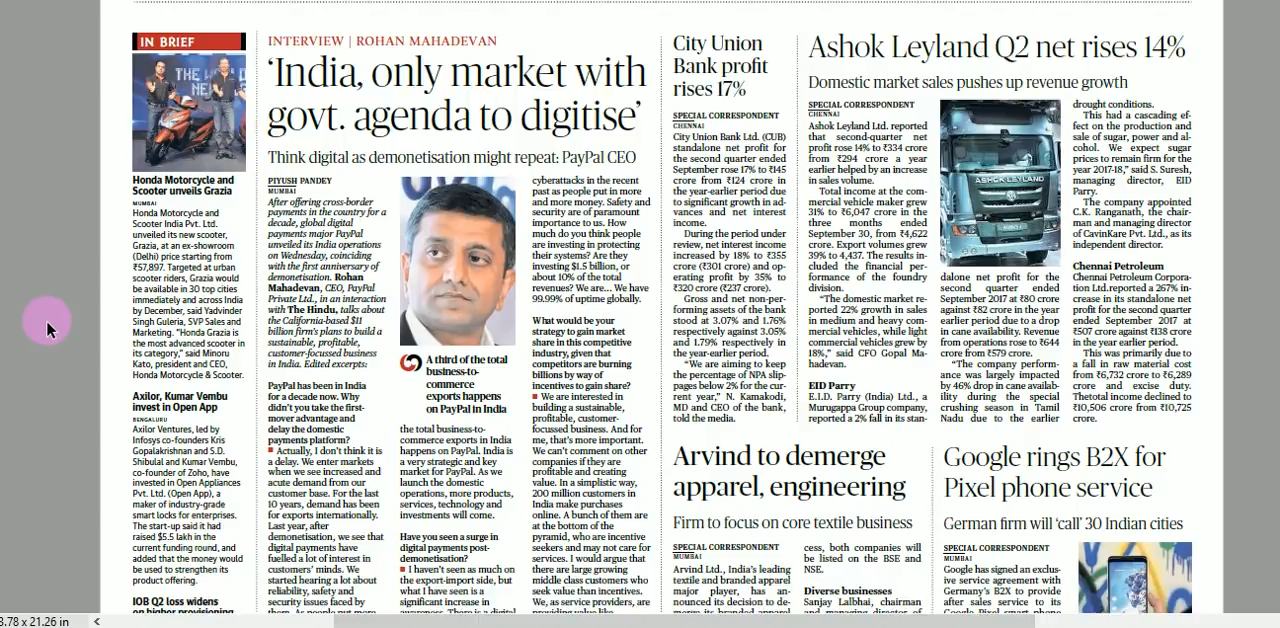 IN BRIEF
THE WORLD
NEW
Honda Motorcycle and
Scooter unveils Grazia
MUMBAI
Honda Motorcycle and
Scooter India Pvt. Ltd.
unveiled its new scooter,
Grazia, at an ex-showroom
(Delhi) price starting from
₹57,897. Targeted at urban
scooter riders, Grazia would
be available in 30 top cities
immediately and across India
by December, said Yadvinder
Singh Guleria, SVP Sales and
Marketing. "Honda Grazia is
the most advanced scooter in
its category," said Minoru
Kato, president and CEO,
Honda Motorcycle & Scooter.
Axilor, Kumar Vembu
invest in Open App
BENGALURU
Axilor Ventures, led by
Infosys co-founders Kris
Gopalakrishnan and S.D.
Shibulal and Kumar Vembu,
co-founder of Zoho, have
invested in Open Appliances
Pvt. Ltd. (Open App), a
maker of industry-grade
smart locks for enterprises.
The start-up said it had
raised $5.5 lakh in the
current funding round, and
added that the money would
be used to strengthen its
product offering.
IOB Q2 loss widens
on higher provisioning
INTERVIEW | ROHAN MAHADEVAN
'India, only market with
govt. agenda to digitise'
Think digital as demonetisation might repeat: PayPal CEO
PIYUSH PANDEY
MUMBAI
After offering cross-border
payments in the country for a
decade, global digital
payments major PayPal
unveiled its India operations
on Wednesday, coinciding
with the first anniversary of
demonetisation. Rohan
Mahadevan, CEO, PayPal
Private Ltd., in an interaction
with The Hindu, talks about
the California-based $11
billion firm's plans to build a
sustainable, profitable,
customer-focussed business
in India. Edited excerpts:
PayPal has been in India
for a decade now. Why
didn't you take the first-
mover advantage and
delay the domestic
payments platform?
■ Actually, I don't think it is
a delay. We enter markets
when we see increased and
acute demand from our
customer base. For the last
10 years, demand has been
for exports internationally.
Last year, after
demonetisation, we see that
digital payments have
fuelled a lot of interest in
customers' minds. We
started hearing a lot about
reliability, safety and
security issues faced by
them. As people put more
A third of the total
business-to-
commerce
exports happens
on PayPal in India
the total business-to-
commerce exports in India
happens on PayPal. India is
a very strategic and key
market for PayPal. As we
launch the domestic
operations, more products,
services, technology and
investments will come.
Have you seen a surge in
digital payments post-
demonetisation?
■ I haven't seen as much on
the export-import side, but
what I have seen is a
significant increase in
awareness. There is a digital
cyberattacks in the recent
past as people put in more
and more money. Safety and
security are of paramount
importance to us. How
much do you think people
are investing in protecting
their systems? Are they
investing $1.5 billion, or
about 10% of the total
revenues? We are... We have
99.99% of uptime globally.
What would be your
strategy to gain market
share in this competitive
industry, given that
competitors are burning
billions by way of
incentives to gain share?
■ We are interested in
building a sustainable,
profitable, customer-
focussed business. And for
me, that's more important.
We can't comment on other
companies if they are
profitable and creating
value. In a simplistic way,
200 million customers in
India make purchases
online. A bunch of them are
at the bottom of the
pyramid, who are incentive
seekers and may not care for
services. I would argue that
there are large growing
middle class customers who
seek value than incentives.
We, as service providers, are
providing value like
City Union
Bank profit
rises 17%
SPECIAL CORRESPONDENT
CHENNAI
City Union Bank Ltd. (CUB)
standalone net profit for
the second quarter ended
September rose 17% to ₹145
crore from ₹124 crore in
the year-earlier period due
to significant growth in ad-
vances and net interest
income.
During the period under
review, net interest income
increased by 18% to ₹355
crore (₹301 crore) and op-
erating profit by 35% to
₹320 crore (₹237 crore).
Gross and net non-per-
forming assets of the bank
stood at 3.07% and 1.76%
respectively against 3.05%
and 1.79% respectively in
the year-earlier period.
"We are aiming to keep
the percentage of NPA slip-
pages below 2% for the cur-
rent year," N. Kamakodi,
MD and CEO of the bank,
told the media.
Ashok Leyland Q2 net rises 14%
Domestic market sales pushes up revenue growth
SPECIAL CORRESPONDENT
CHENNAI
Ashok Leyland Ltd. reported
that second-quarter net
profit rose 14% to ₹334 crore
from ₹294 crore a year
earlier helped by an increase
in sales volume.
Total income at the com-
mercial vehicle maker grew
31% to ₹6,047 crore in the
three months ended
September 30, from ₹4,622
crore. Export volumes grew
39% to 4,437. The results in-
cluded the financial per-
formance of the foundry
division.
"The domestic market re-
ported 22% growth in sales
in medium and heavy com-
mercial vehicles, while light
commercial vehicles grew by
18%," said CFO Gopal Ma-
hadevan.
EID Parry
E.I.D. Parry (India) Ltd., a
Murugappa Group company,
reported a 2% fall in its stan-
ASHOK LEYLAND
dalone net profit for the
second quarter ended
September 2017 at ₹80 crore
against ₹82 crore in the year
earlier period due to a drop
in cane availability. Revenue
from operations rose to ₹644
crore from ₹579 crore.
"The company perform-
ance was largely impacted
by 46% drop in cane availab-
ility during the special
crushing season in Tamil
Nadu due to the earlier
drought conditions.
This had a cascading ef-
fect on the production and
sale of sugar, power and al-
cohol. We expect sugar
prices to remain firm for the
year 2017-18," said S. Suresh,
managing director, EID
Parry.
The company appointed
C.K. Ranganath, the chair-
man and managing director
of CavinKare Pvt. Ltd., as its
independent director.
Chennai Petroleum
Chennai Petroleum Corpora-
tion Ltd.reported a 267% in-
crease in its standalone net
profit for the second quarter
ended September 2017 at
₹507 crore against ₹138 crore
in the year earlier period.
This was primarily due to
a fall in raw material cost
from ₹6,732 crore to ₹6,289
crore and excise duty.
Thetotal income declined to
₹10,506 crore from ₹10,725
crore.
Arvind to demerge
apparel, engineering
Firm to focus on core textile business
SPECIAL CORRESPONDENT
MUMBAI
Arvind Ltd., India's leading
textile and branded apparel
major player, has an-
nounced its decision to de-
merge its branded apparel
cess, both companies will
be listed on the BSE and
NSE.
Diverse businesses
Sanjay Lalbhai, chairman
and managing director of
Google rings B2X for
Pixel phone service
German firm will 'call' 30 Indian cities
SPECIAL CORRESPONDENT
MUMBAI
Google has signed an exclus-
ive service agreement with
Germany's B2X to provide
after sales service to its
Google Pixel smart phone
8.78 x 21.26 in